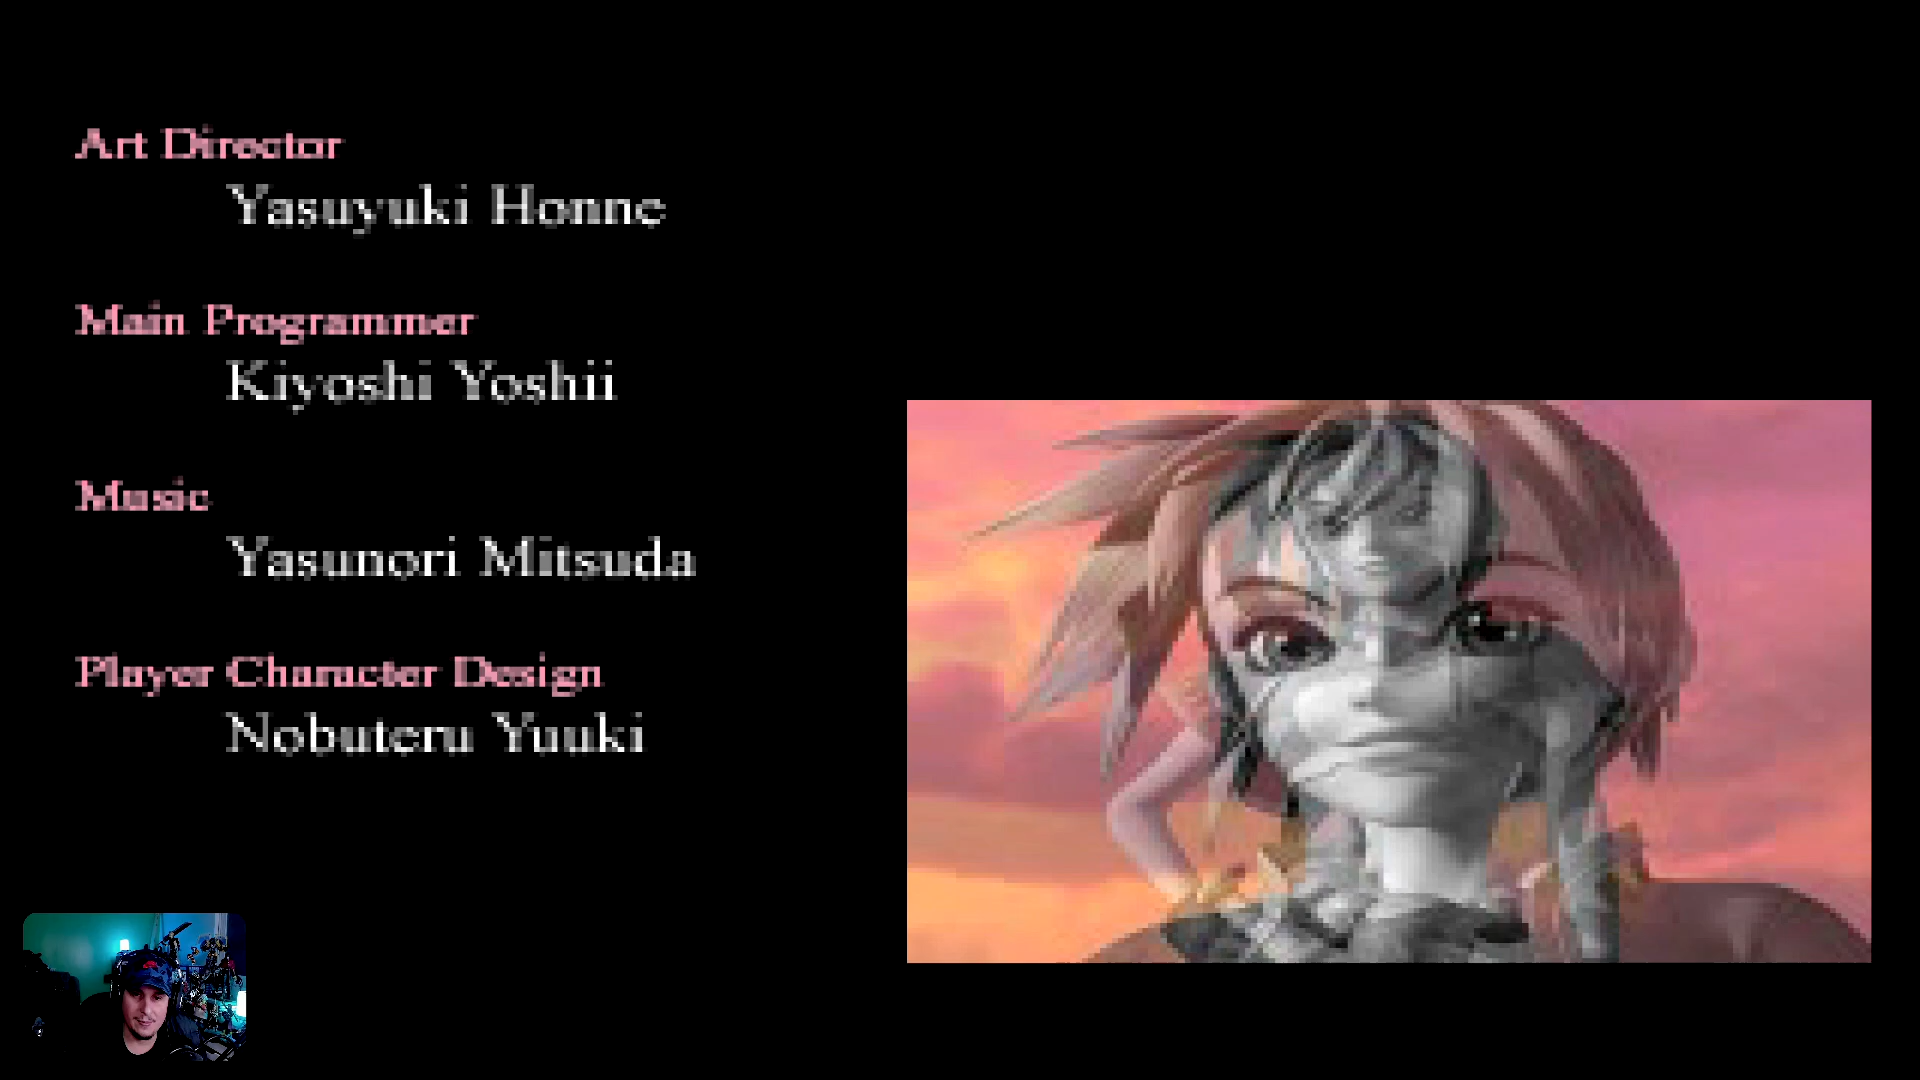 Art Director
Yasuyuki Honne
Main Programmer
Kiyoshi Yoshii
Music
Yasunori Mitsuda
Player Character Design
Nobuteru Yuuki